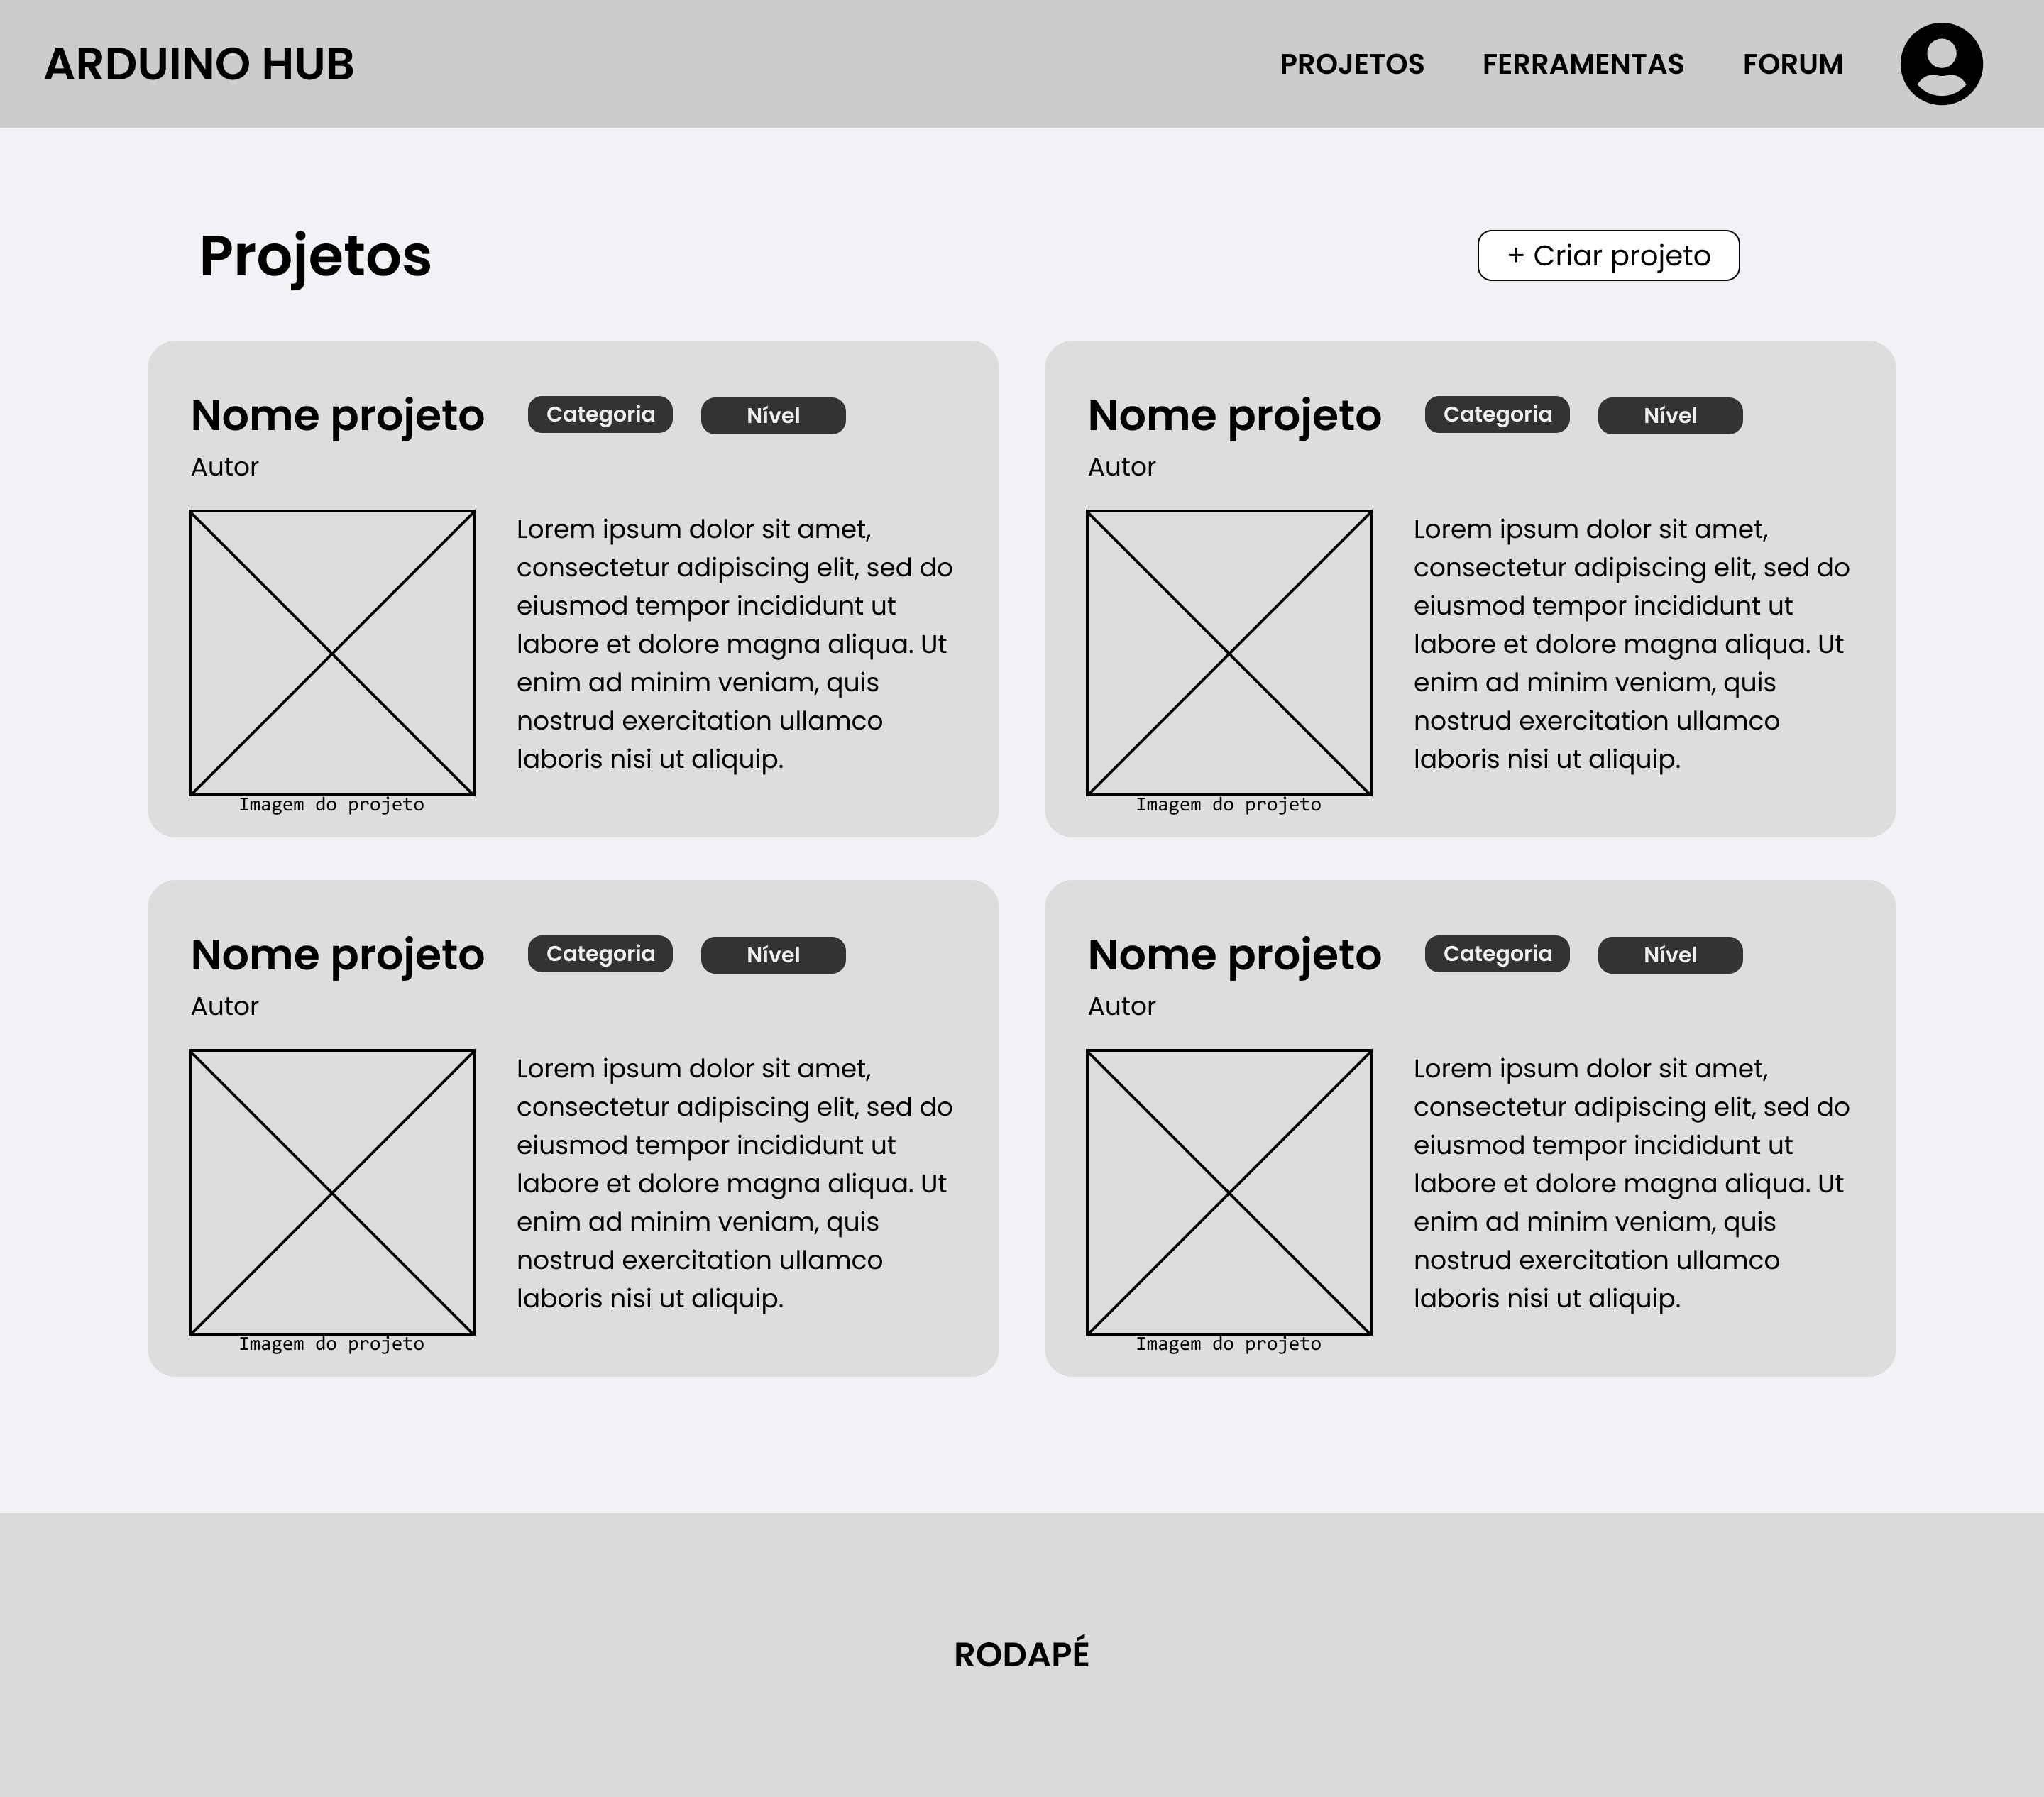 ARDUINO HUB
PROJETOS
FERRAMENTAS
FORUM
Projetos
+ Criar projeto
Nome projeto
Categoria
Nível
Autor
Lorem ipsum dolor sit amet,
consectetur adipiscing elit, sed do
eiusmod tempor incididunt ut
labore et dolore magna aliqua. Ut
enim ad minim veniam, quis
nostrud exercitation ullamco
laboris nisi ut aliquip.
Imagem do projeto
Nome projeto
Categoria
Nível
Autor
Lorem ipsum dolor sit amet,
consectetur adipiscing elit, sed do
eiusmod tempor incididunt ut
labore et dolore magna aliqua. Ut
enim ad minim veniam, quis
nostrud exercitation ullamco
laboris nisi ut aliquip.
Imagem do projeto
Nome projeto
Categoria
Nível
Autor
Lorem ipsum dolor sit amet,
consectetur adipiscing elit, sed do
eiusmod tempor incididunt ut
labore et dolore magna aliqua. Ut
enim ad minim veniam, quis
nostrud exercitation ullamco
laboris nisi ut aliquip.
Imagem do projeto
Nome projeto
Categoria
Nível
Autor
Lorem ipsum dolor sit amet,
consectetur adipiscing elit, sed do
eiusmod tempor incididunt ut
labore et dolore magna aliqua. Ut
enim ad minim veniam, quis
nostrud exercitation ullamco
laboris nisi ut aliquip.
Imagem do projeto
RODAPÉ